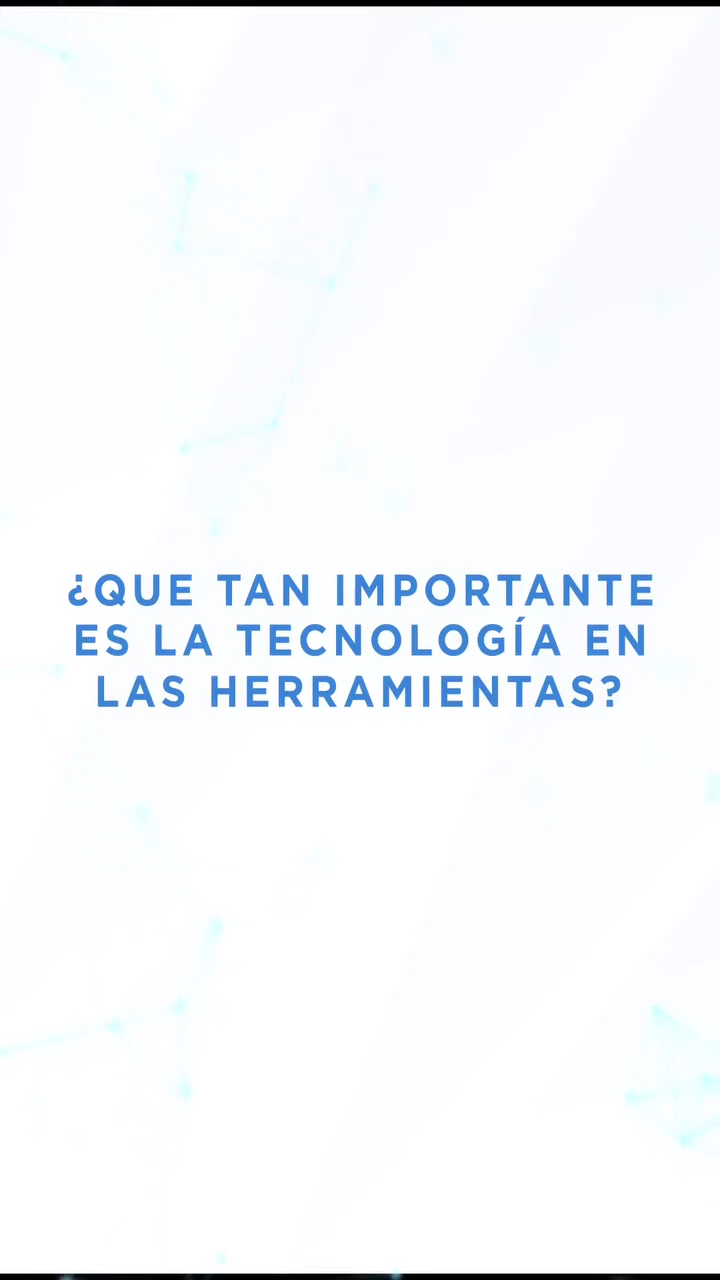 ¿QUE TAN IMPORTANTE
ES LA TECNOLOGÍA EN
LAS HERRAMIENTAS?